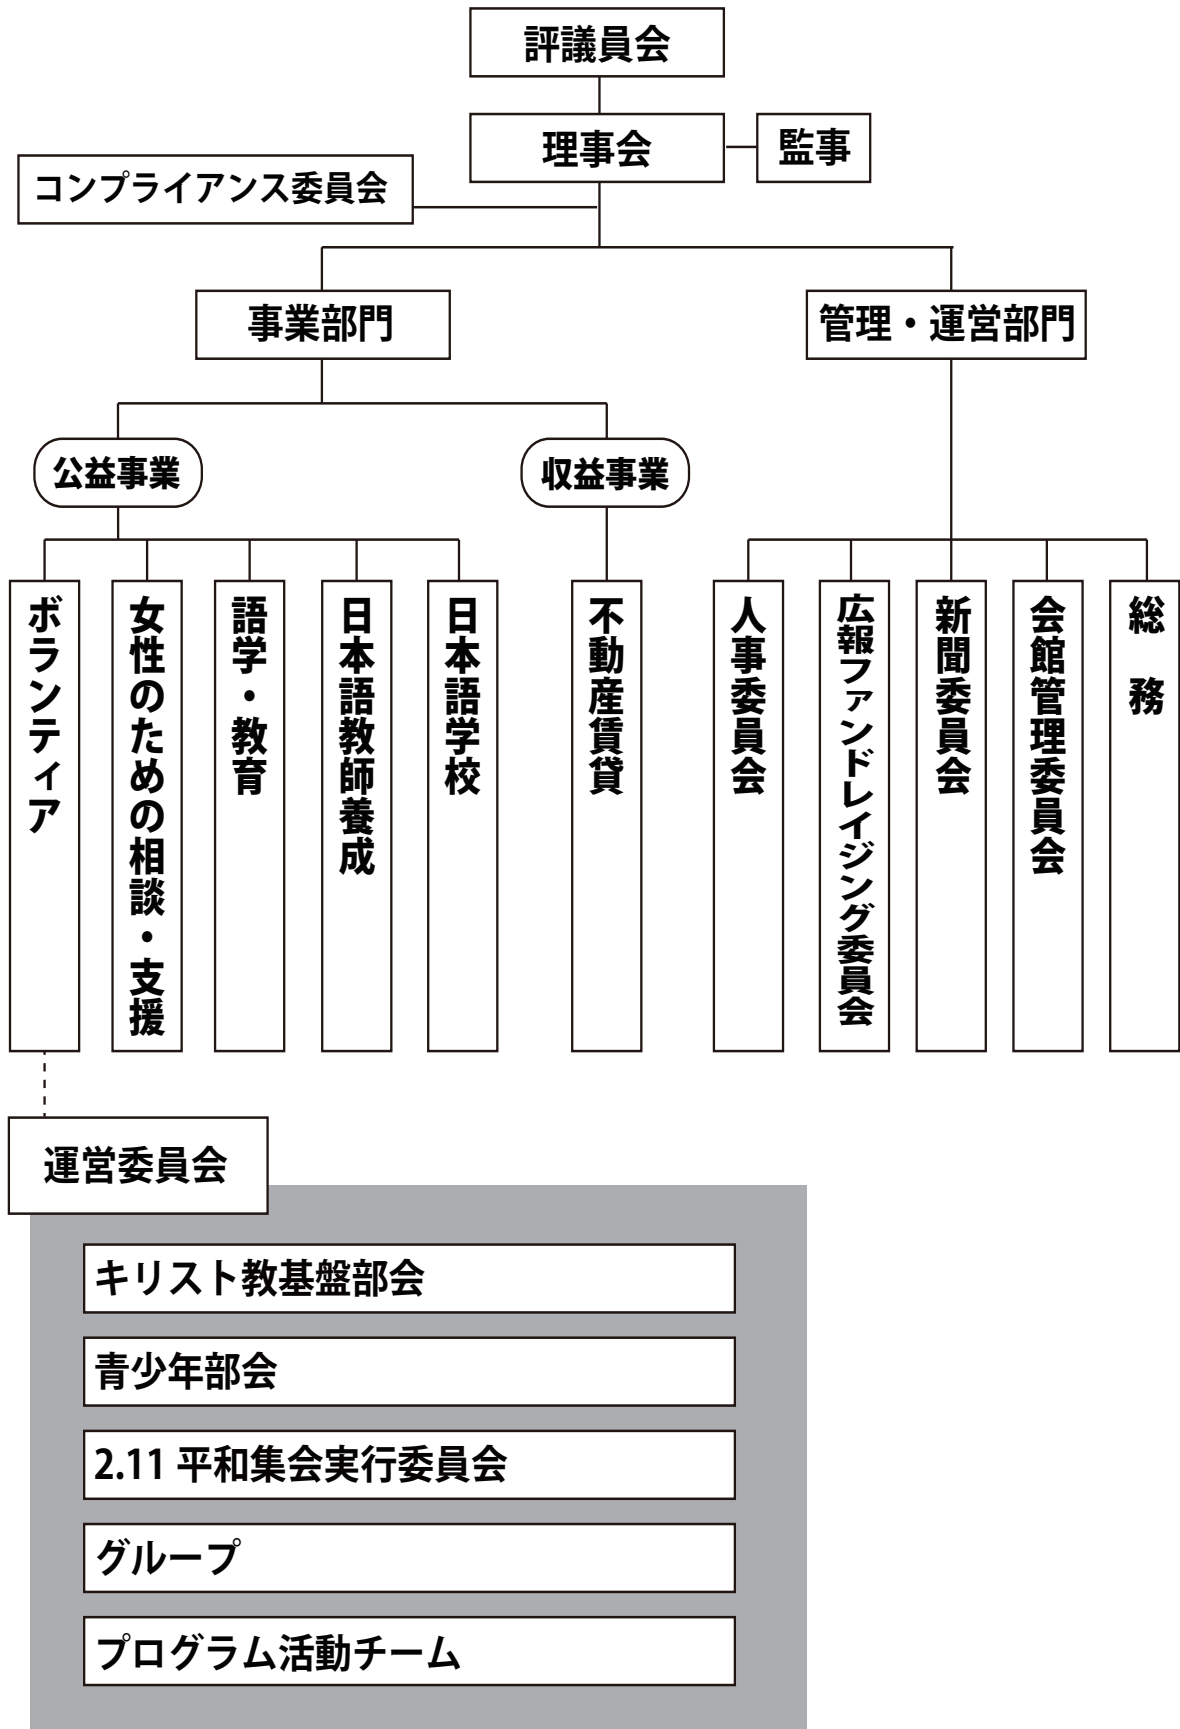 評議員会
理事会
監事
コンプライアンス委員会
事業部門
管理・運営部門
公益事業
収益事業
ボランティア
女性のための相談・支援
語学・教育
日本語教師養成
日本語学校
不動産賃貸
人事委員会
広報ファンドレイジング委員会
新聞委員会
会館管理委員会
総　務
運営委員会
キリスト教基盤部会
青少年部会
2.11 平和集会実行委員会
グループ
プログラム活動チーム